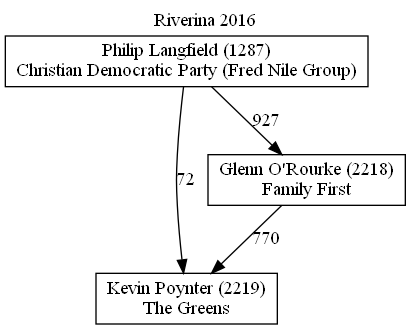 Riverina 2016
Philip Langfield (1287)
Christian Democratic Party (Fred Nile Group)
927
Glenn O'Rourke (2218)
Family First
72
770
Kevin Poynter (2219)
The Greens